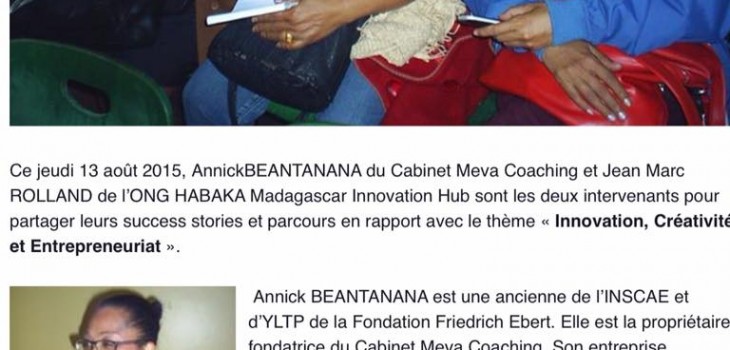 Ce jeudi 13 août 2015, AnnickBEANTANANA du Cabinet Meva Coaching et Jean Marc
ROLLAND de l'ONG HABAKA Madagascar Innovation Hub sont les deux intervenants pour
partager leurs success stories et parcours en rapport avec le thème « Innovation, Créativité
et Entrepreneuriat ».
Annick BEANTANANA est une ancienne de l'INSCAE et
d'YLTP de la Fondation Friedrich Ebert. Elle est la propriétaire
fondatrice du Cabinet Meva Coaching. Son entreprise